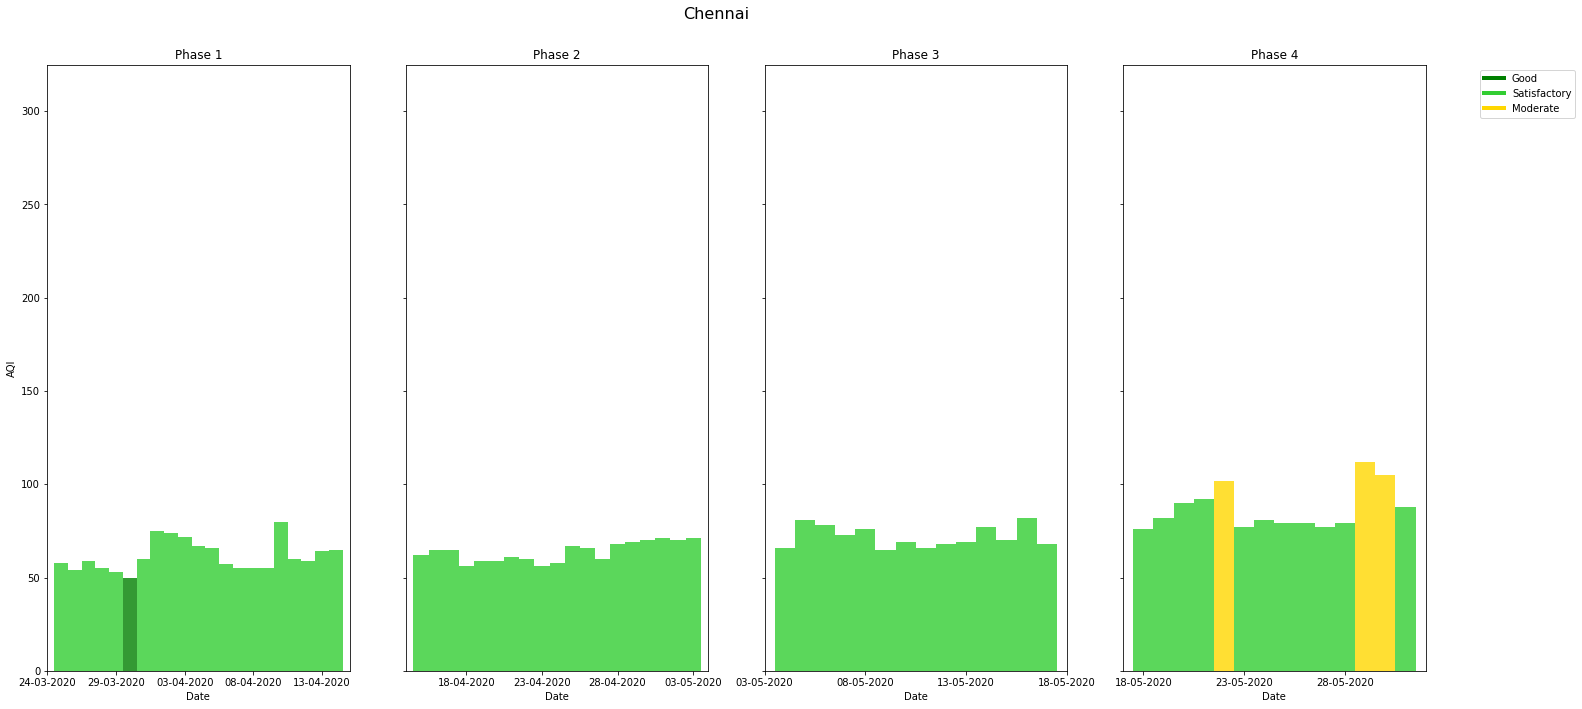 Chennai
Phase 1
Phase 2
Phase 3
Phase 4
Good
Satisfactory
Moderate
300
250
200
150
100
50
0
AQI
24-03-2020
29-03-2020
03-04-2020
08-04-2020
13-04-2020
18-04-2020
23-04-2020
28-04-2020
03-05-2020
03-05-2020
08-05-2020
13-05-2020
18-05-2020
18-05-2020
23-05-2020
28-05-2020
Date
Date
Date
Date